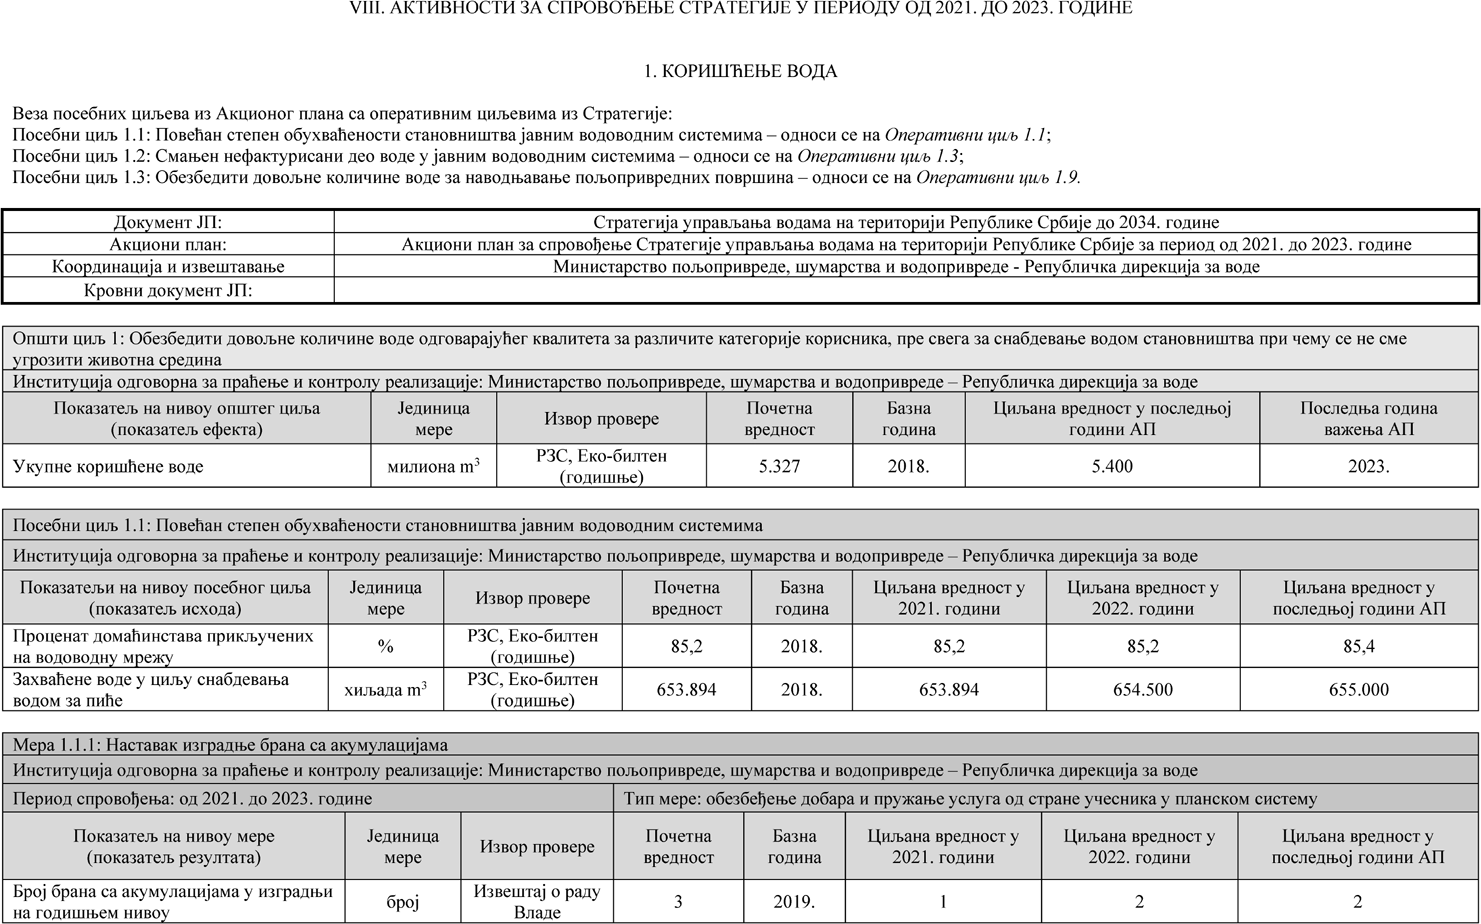 VIII. АКТИВНОСТИ ЗА СПРОВОЂЕЊЕ СТРАТЕГИЈЕ У ПЕРИОДУ ОД 2021. ДО 2023. ГОДИНЕ
1. КОРИШЋЕЊЕ ВОДА
Веза посебних циљева из Акционог плана са оперативним циљевима из Стратегије:
Посебни циљ 1.1: Повећан степен обухваћености становништва јавним водоводним системима – односи се на Оперативни циљ 1.1;
Посебни циљ 1.2: Смањен нефактурисани део воде у јавним водоводним системима – односи се на Оперативни циљ 1.3;
Посебни циљ 1.3: Обезбедити довољне количине воде за наводњавање пољопривредних површина – односи се на Оперативни циљ 1.9.
Документ ЈП: Стратегија управљања водама на територији Републике Србије до 2034. године
Акциони план: Акциони план за спровођење Стратегије управљања водама на територији Републике Србије за период од 2021. до 2023. године
Координација и извештавање Министарство пољопривреде, шумарства и водопривреде - Републичка дирекција за воде
Кровни документ ЈП:
Општи циљ 1: Обезбедити довољне количине воде одговарајућег квалитета за различите категорије корисника, пре свега за снабдевање водом становништва при чему се не сме
угрозити животна средина
Институција одговорна за праћење и контролу реализације: Министарство пољопривреде, шумарства и водопривреде – Републичка дирекција за воде
Показатељ на нивоу општег циља Јединица Извор провере Почетна Базна Циљана вредност у последњој Последња година
(показатељ ефекта) мере вредност година години АП важења АП
Укупне коришћене воде милиона m³ РЗС, Еко-билтен 5.327 2018. 5.400 2023.
(годишње)
Посебни циљ 1.1: Повећан степен обухваћености становништва јавним водоводним системима
Институција одговорна за праћење и контролу реализације: Министарство пољопривреде, шумарства и водопривреде – Републичка дирекција за воде
Показатељи на нивоу посебног циља Јединица Извор провере Почетна Базна Циљана вредност у Циљана вредност у Циљана вредност у
(показатељ исхода) мере вредност година 2021. години 2022. години последњој години АП
Проценат домаћинстава прикључених % РЗС, Еко-билтен 85,2 2018. 85,2 85,2 85,4
на водоводну мрежу (годишње)
Захваћене воде у циљу снабдевања хиљада m³ РЗС, Еко-билтен 653.894 2018. 653.894 654.500 655.000
водом за пиће (годишње)
Мера 1.1.1: Наставак изградње брана са акумулацијама
Институција одговорна за праћење и контролу реализације: Министарство пољопривреде, шумарства и водопривреде – Републичка дирекција за воде
Период спровођења: од 2021. до 2023. године Тип мере: обезбеђење добара и пружање услуга од стране учесника у планском систему
Показатељ на нивоу мере Јединица Извор провере Почетна Базна Циљана вредност у Циљана вредност у Циљана вредност у
(показатељ резултата) мере вредност година 2021. години 2022. години последњој години АП
Број брана са акумулацијама у изградњи број Извештај о раду 3 2019. 1 2 2
на годишњем нивоу Владе